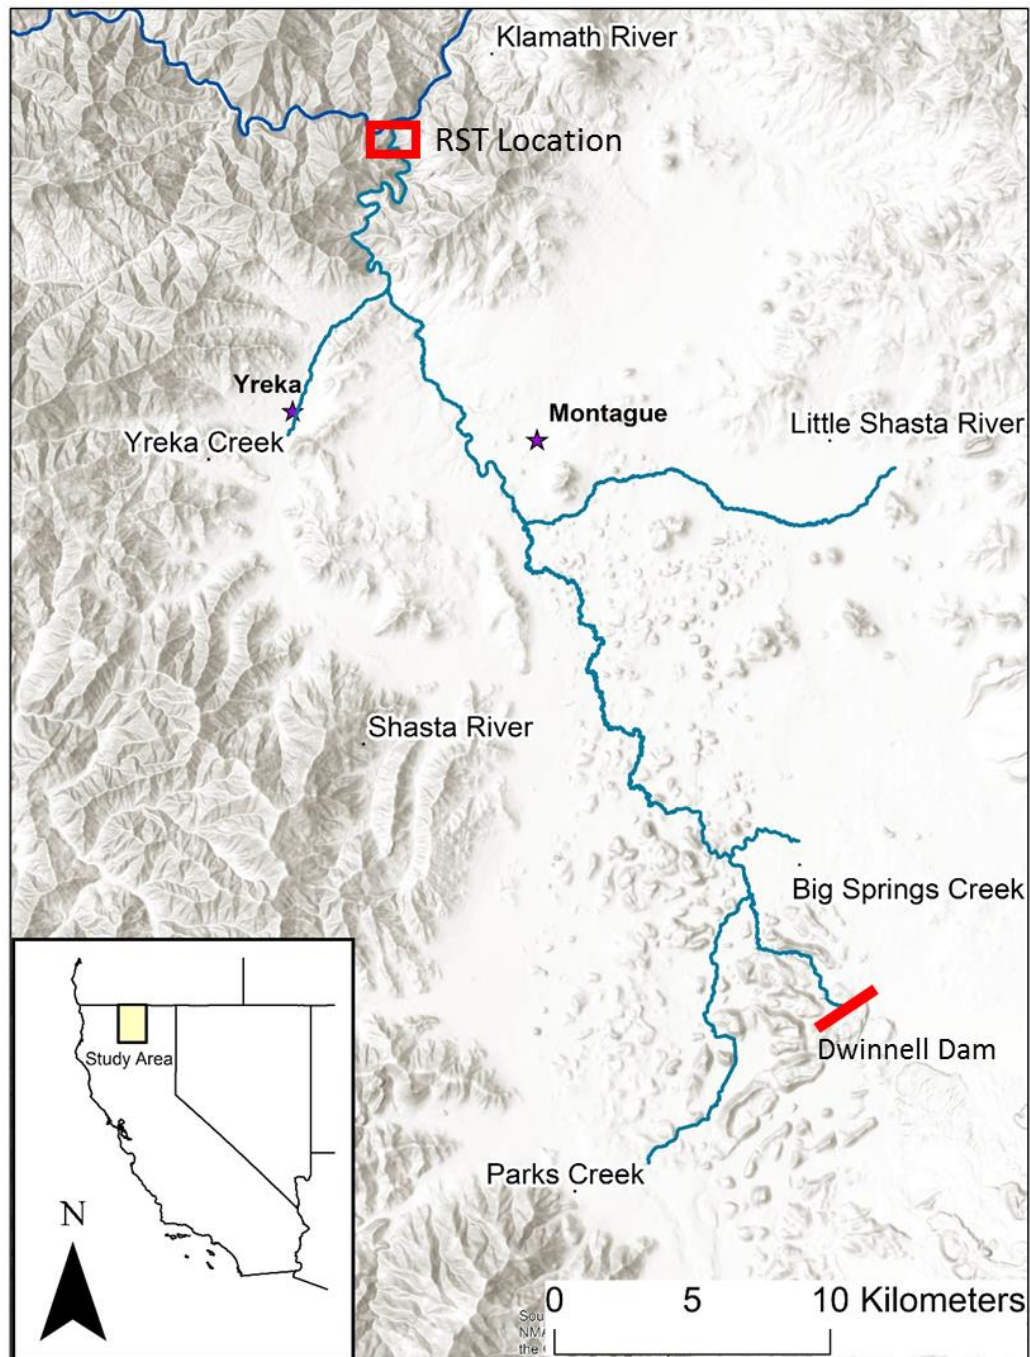 Klamath River
RST Location
Yreka
Montague
Little Shasta River
Yreka Creek
Shasta River
Big Springs Creek
Dwinnell Dam
Study Area
Parks Creek
N
0 5 10 Kilometers
the